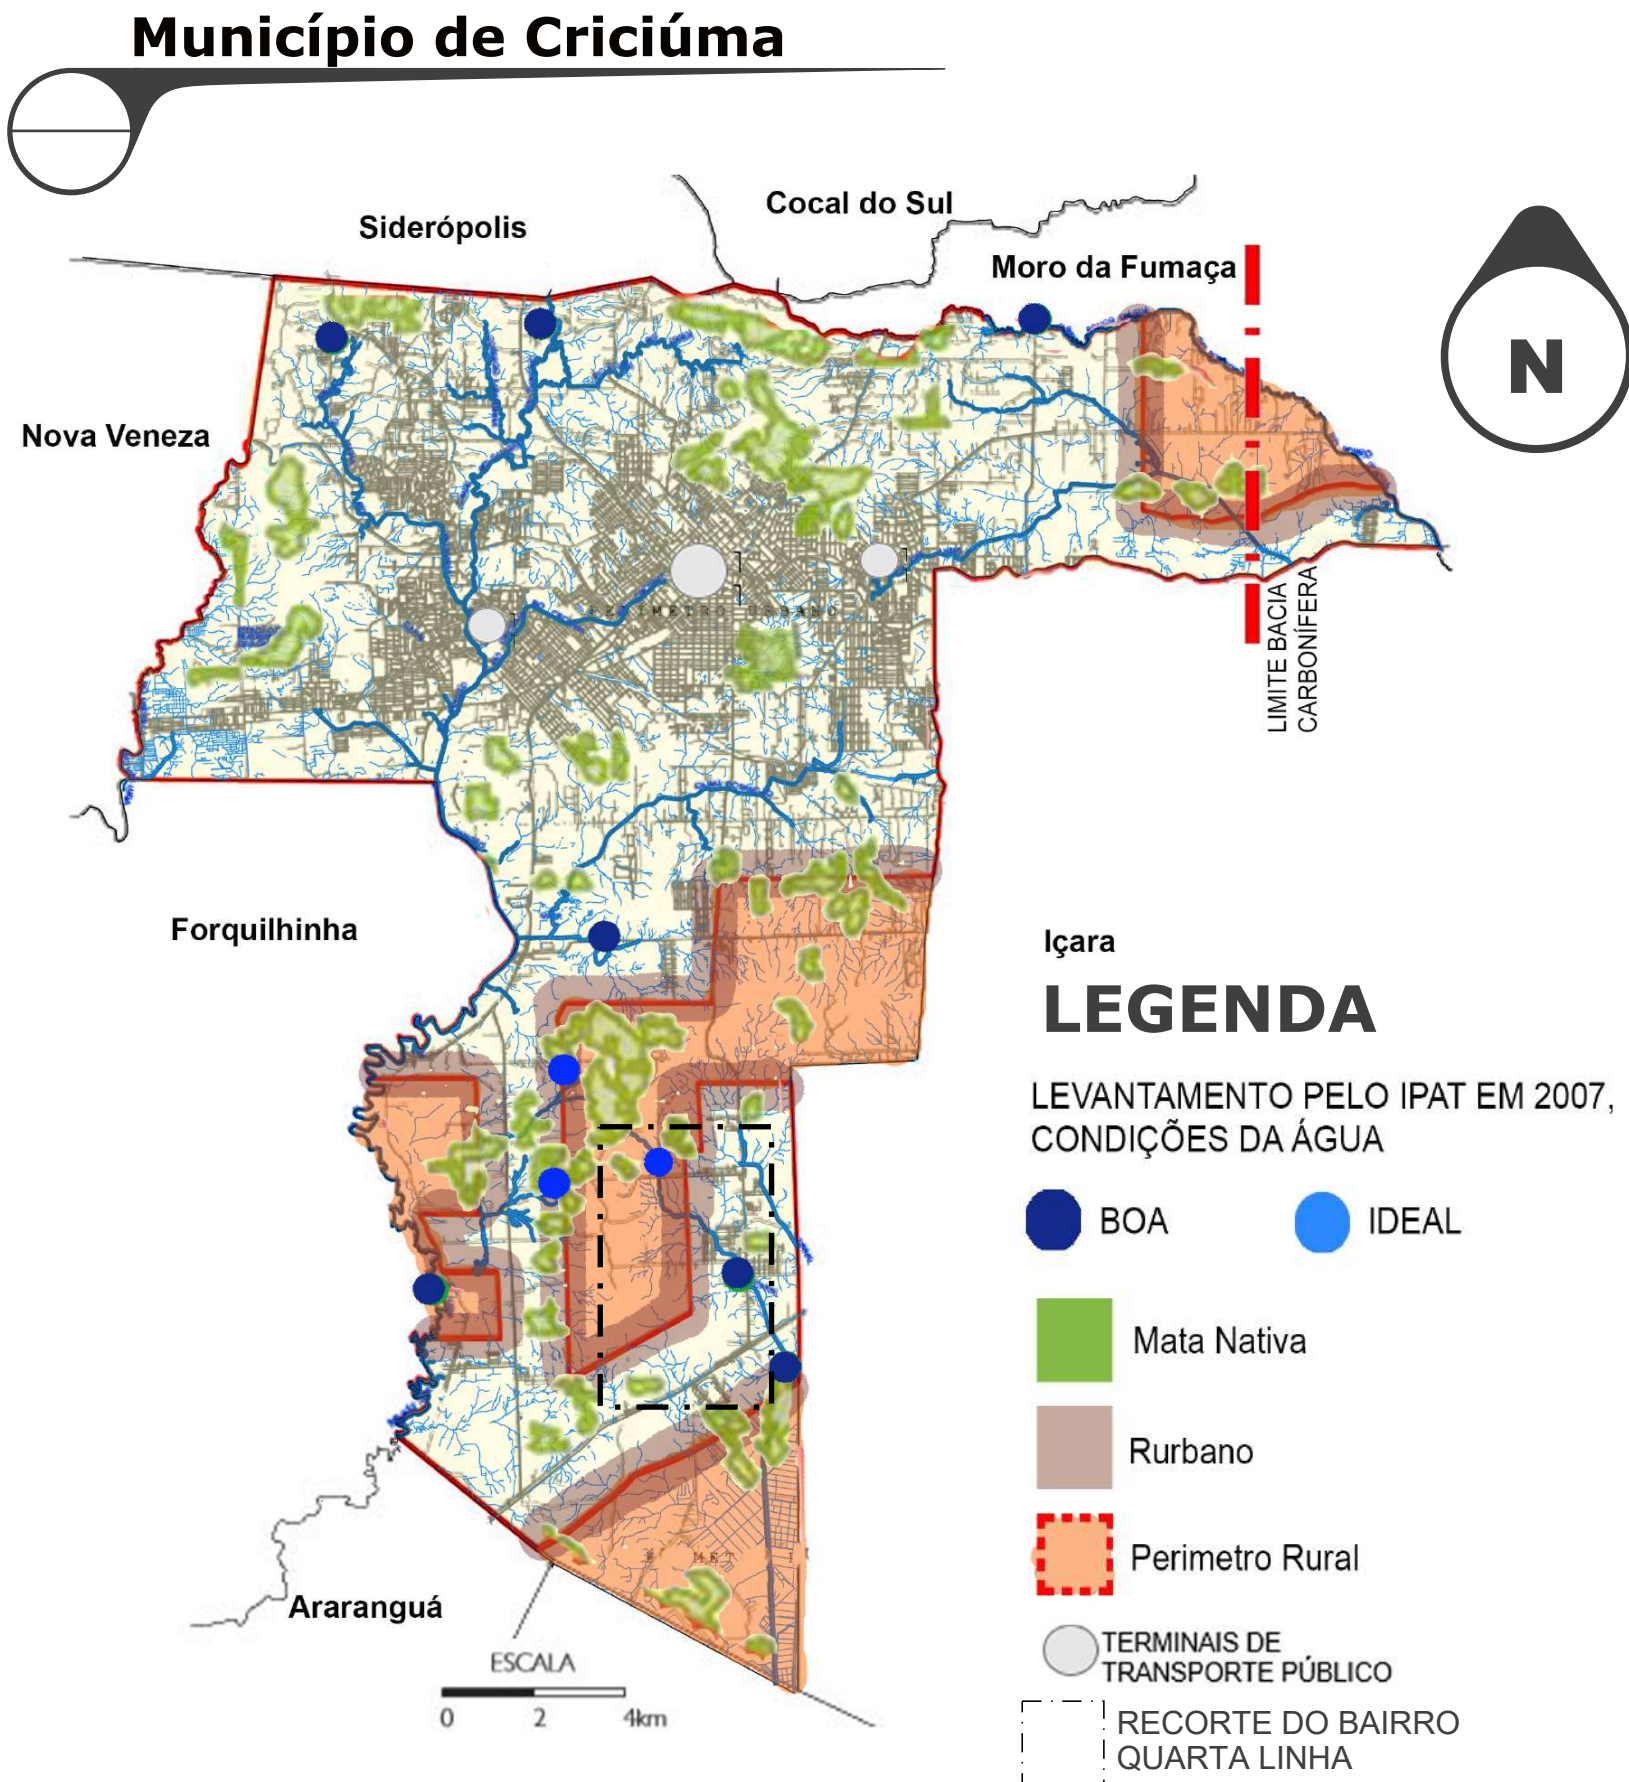 Município de Criciúma
Cocal do Sul
Siderópolis
Moro da Fumaça
N
Nova Veneza
PERIMETRO URBANO
LIMITE BACIA
CARBONÍFERA
Forquilhinha
Içara
LEGENDA
LEVANTAMENTO PELO IPAT EM 2007,
CONDIÇÕES DA ÁGUA
BOA
IDEAL
Mata Nativa
Rurbano
Perimetro Rural
Araranguá
TERMINAIS DE
TRANSPORTE PÚBLICO
ESCALA
0 2 4km
RECORTE DO BAIRRO
QUARTA LINHA